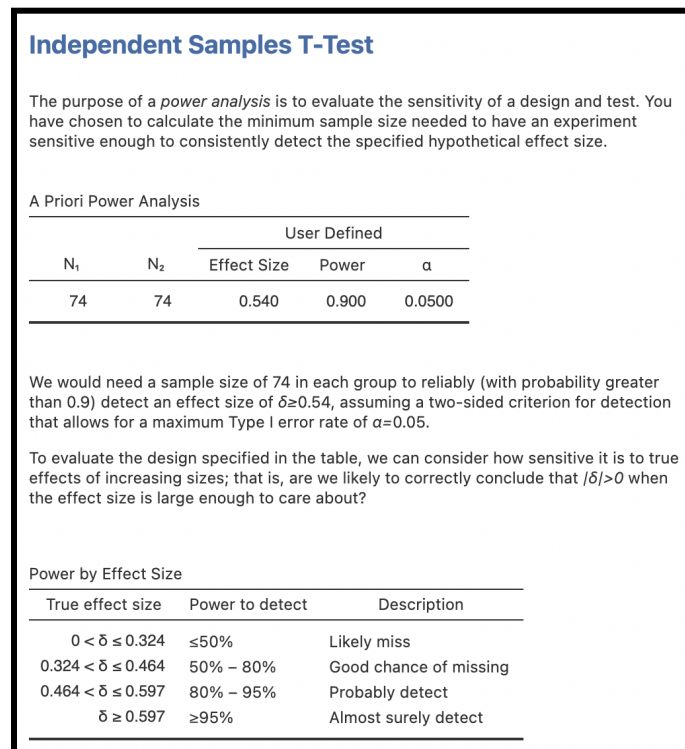 Independent Samples T-Test
The purpose of a power analysis is to evaluate the sensitivity of a design and test. You
have chosen to calculate the minimum sample size needed to have an experiment
sensitive enough to consistently detect the specified hypothetical effect size.
A Priori Power Analysis
User Defined
N₁ N₂ Effect Size Power α
74 74 0.540 0.900 0.0500
We would need a sample size of 74 in each group to reliably (with probability greater
than 0.9) detect an effect size of δ≥0.54, assuming a two-sided criterion for detection
that allows for a maximum Type I error rate of α=0.05.
To evaluate the design specified in the table, we can consider how sensitive it is to true
effects of increasing sizes; that is, are we likely to correctly conclude that |δ|>0 when
the effect size is large enough to care about?
Power by Effect Size
True effect size Power to detect Description
0 < δ ≤ 0.324 ≤50% Likely miss
0.324 < δ ≤ 0.464 50% – 80% Good chance of missing
0.464 < δ ≤ 0.597 80% – 95% Probably detect
δ ≥ 0.597 ≥95% Almost surely detect